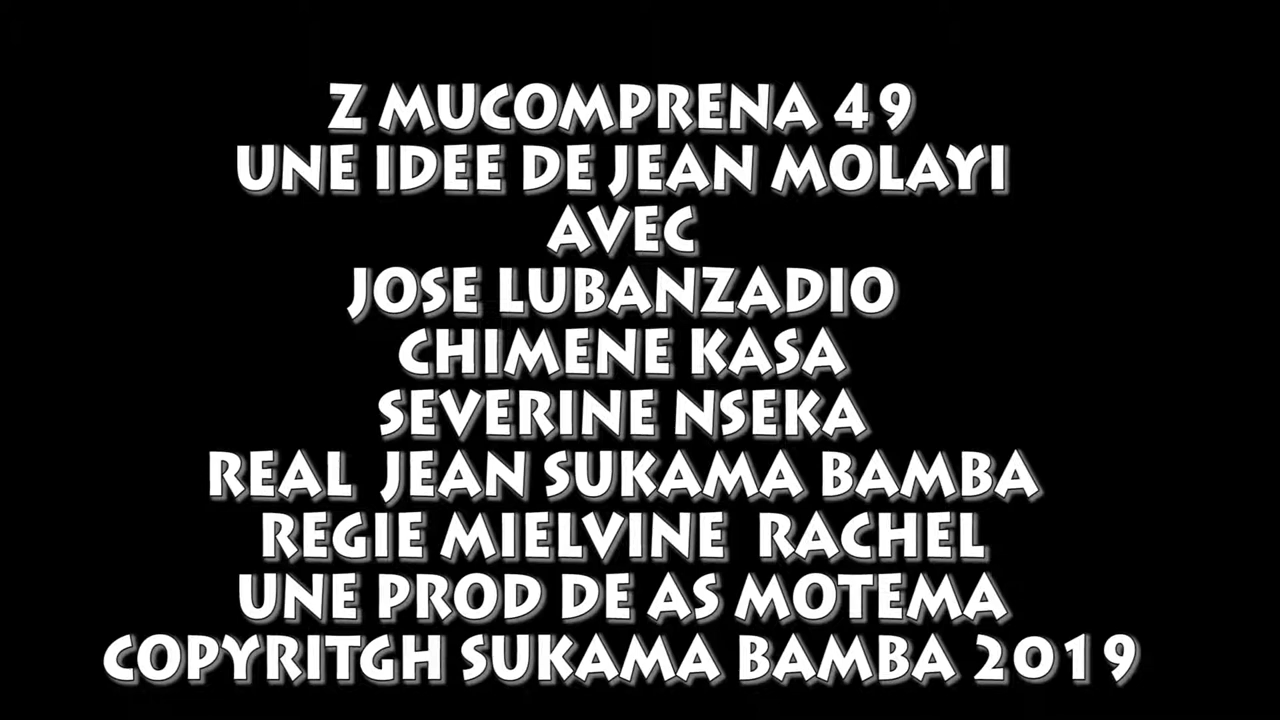 Z MUCOMPRENA 49
UNE IDEE DE JEAN MOLAYI
AVEC
JOSE LUBANZADIO
CHIMENE KASA
SEVERINE NSEKA
REAL JEAN SUKAMA BAMBA
REGIE MIELVINE RACHEL
UNE PROD DE AS MOTEMA
COPYRITGH SUKAMA BAMBA 2019